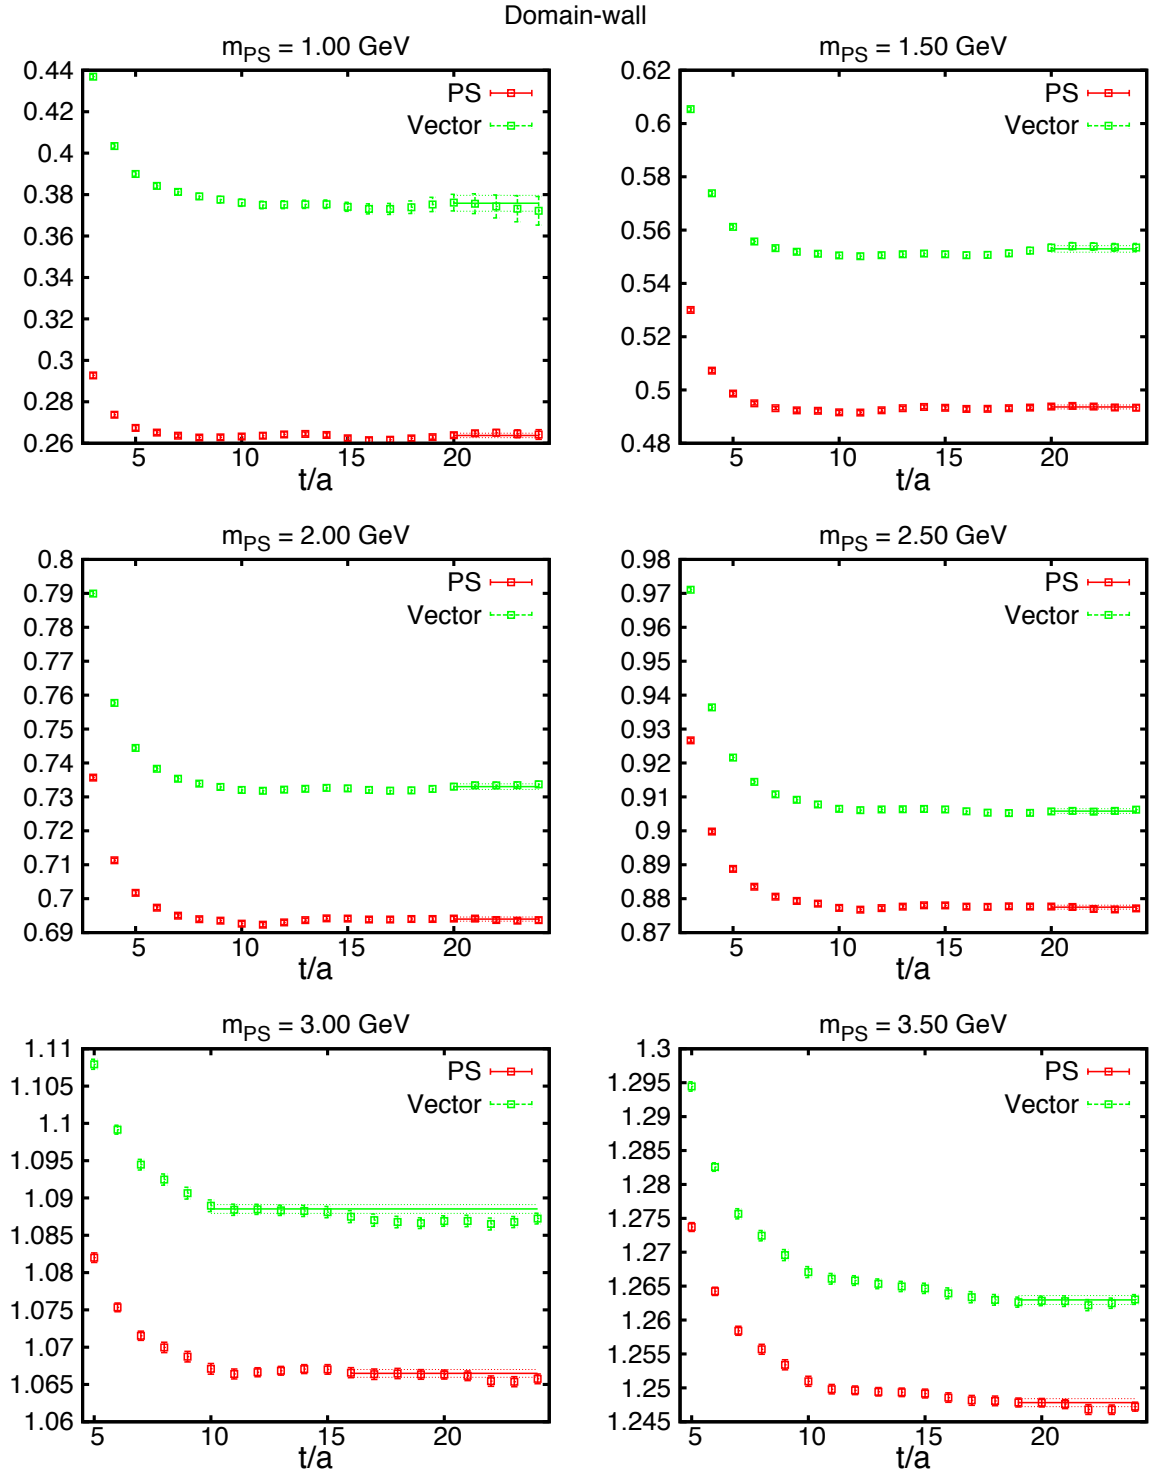 Domain-wall
m_PS = 1.00 GeV
0.44
0.42
0.4
0.38
0.36
0.34
0.32
0.3
0.28
0.26
PS
Vector
5 10 15 20
t/a
m_PS = 1.50 GeV
0.62
0.6
0.58
0.56
0.54
0.52
0.5
0.48
PS
Vector
5 10 15 20
t/a
m_PS = 2.00 GeV
0.8
0.79
0.78
0.77
0.76
0.75
0.74
0.73
0.72
0.71
0.7
0.69
PS
Vector
5 10 15 20
t/a
m_PS = 2.50 GeV
0.98
0.97
0.96
0.95
0.94
0.93
0.92
0.91
0.9
0.89
0.88
0.87
PS
Vector
5 10 15 20
t/a
m_PS = 3.00 GeV
1.11
1.105
1.1
1.095
1.09
1.085
1.08
1.075
1.07
1.065
1.06
PS
Vector
5 10 15 20
t/a
m_PS = 3.50 GeV
1.3
1.295
1.29
1.285
1.28
1.275
1.27
1.265
1.26
1.255
1.25
1.245
PS
Vector
5 10 15 20
t/a